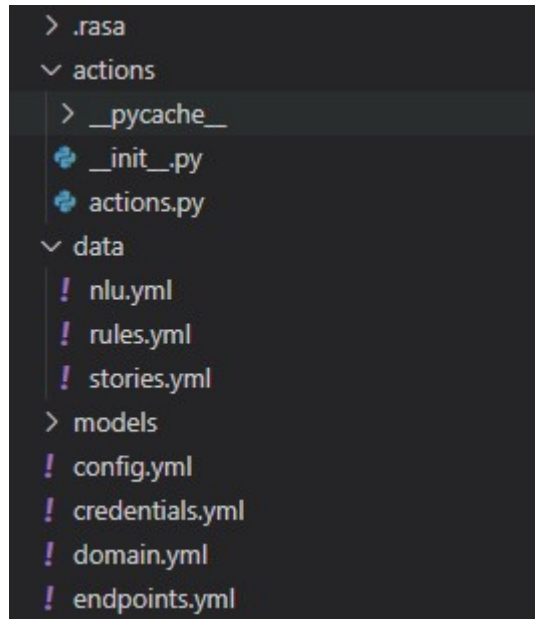 .rasa
actions
__pycache__
__init__.py
actions.py
data
! nlu.yml
! rules.yml
! stories.yml
models
! config.yml
! credentials.yml
! domain.yml
! endpoints.yml